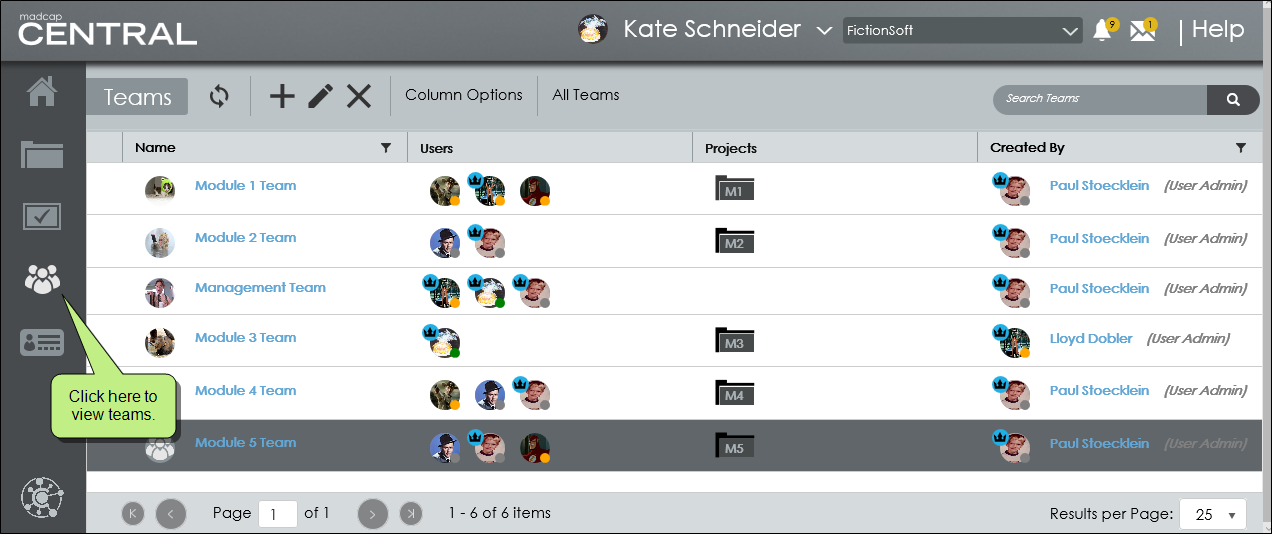 madcap
CENTRAL
Kate Schneider
FictionSoft
9
1
Help
Teams
Column Options
All Teams
Search Teams
Name
Users
Projects
Created By
Module 1 Team
M1
Paul Stoecklein (User Admin)
Module 2 Team
M2
Paul Stoecklein (User Admin)
Management Team
Paul Stoecklein (User Admin)
Module 3 Team
M3
Lloyd Dobler (User Admin)
Module 4 Team
M4
Paul Stoecklein (User Admin)
Module 5 Team
M5
Paul Stoecklein (User Admin)
Click here to
view teams.
Page 1 of 1
1 - 6 of 6 items
Results per Page: 25